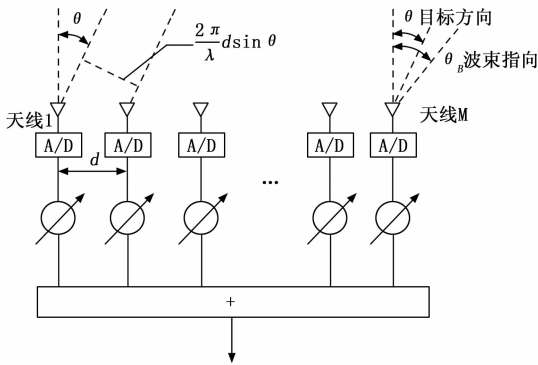 θ
2π/λ dsin θ
θ 目标方向
θ_B 波束指向
天线1
天线M
A/D
A/D
A/D
A/D
A/D
d
...
+